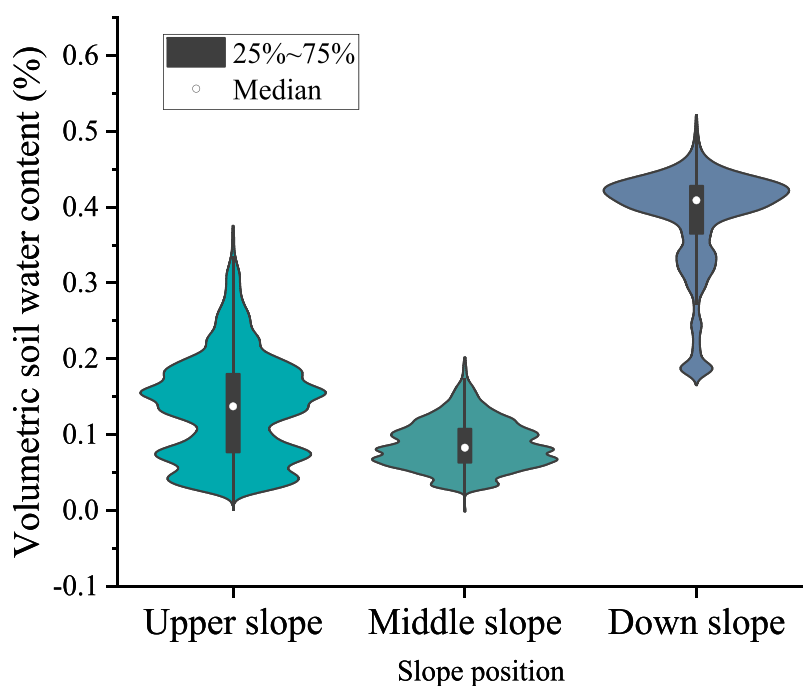 Volumetric soil water content (%)
0.6
0.5
0.4
0.3
0.2
0.1
0.0
-0.1
25%~75%
Median
Upper slope
Middle slope
Down slope
Slope position